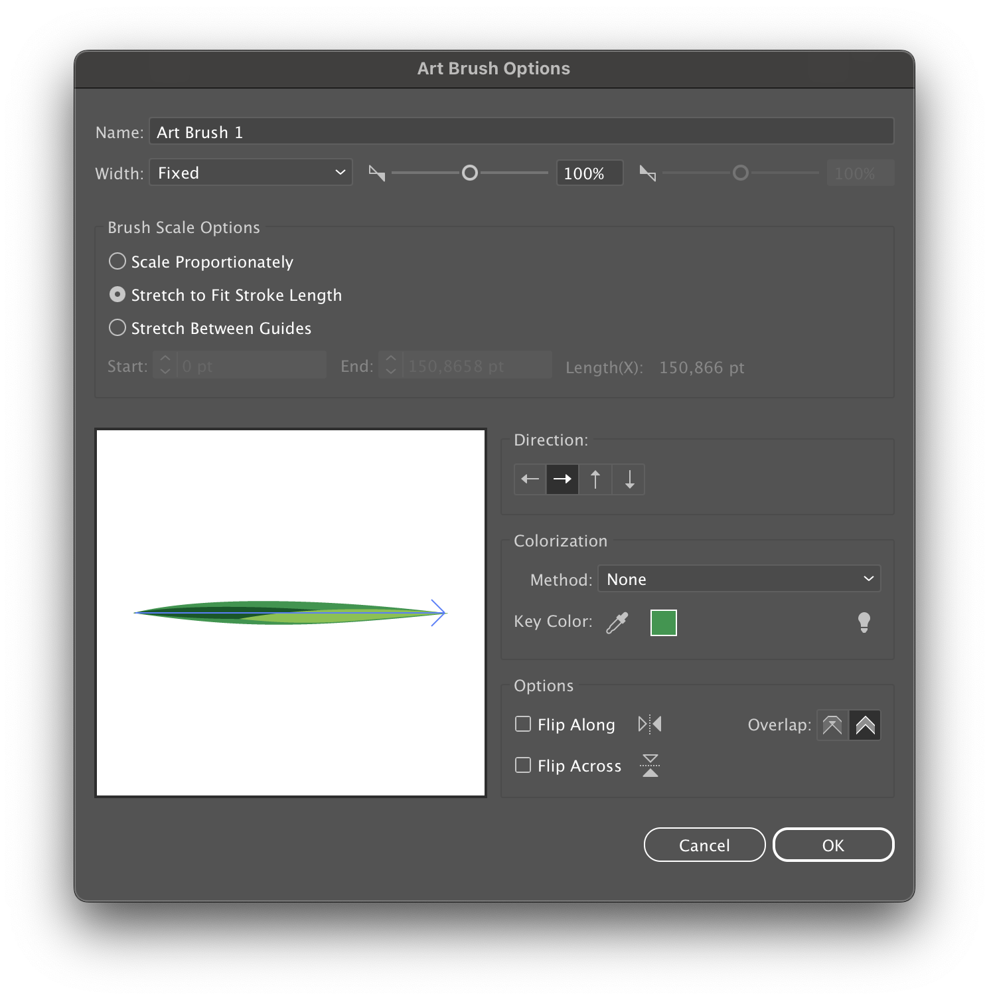 Art Brush Options
Name: Art Brush 1
Width: Fixed 100% 100%
Brush Scale Options
Scale Proportionately
Stretch to Fit Stroke Length
Stretch Between Guides
Start: 0 pt End: 150,8658 pt Length(X): 150,866 pt
Direction:
Colorization
Method: None
Key Color:
Options
Flip Along Overlap:
Flip Across
Cancel OK